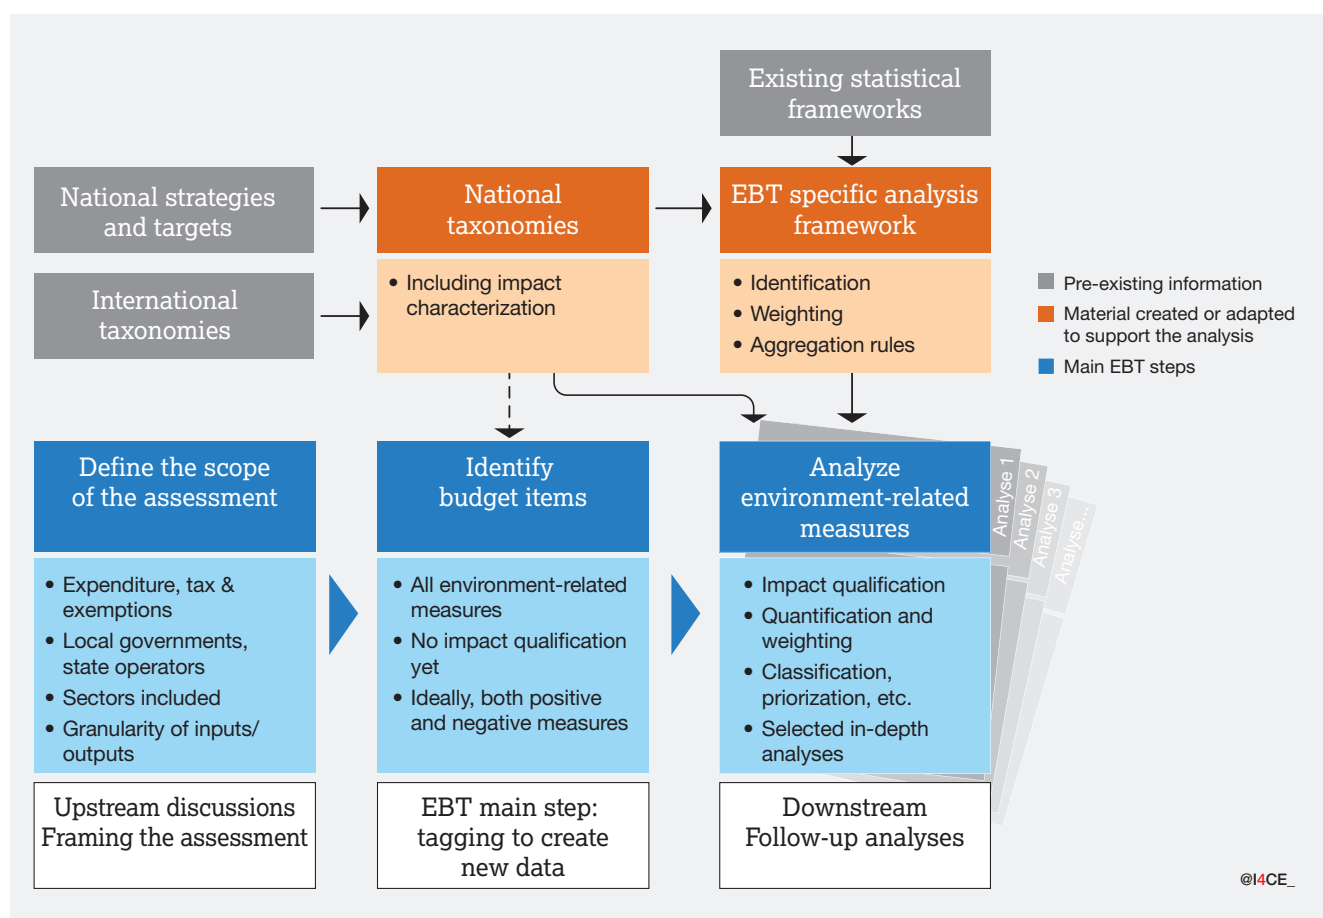 Existing statistical
frameworks
National strategies
and targets
National
taxonomies
EBT specific analysis
framework
International
taxonomies
• Including impact
characterization
• Identification
• Weighting
• Aggregation rules
Pre-existing information
Material created or adapted
to support the analysis
Main EBT steps
Define the scope
of the assessment
Identify
budget items
Analyze
environment-related
measures
Analyse 1
Analyse 2
Analyse 3
Analyse...
• Expenditure, tax &
exemptions
• Local governments,
state operators
• Sectors included
• Granularity of inputs/
outputs
• All environment-related
measures
• No impact qualification
yet
• Ideally, both positive
and negative measures
• Impact qualification
• Quantification and
weighting
• Classification,
priorization, etc.
• Selected in-depth
analyses
Upstream discussions
Framing the assessment
EBT main step:
tagging to create
new data
Downstream
Follow-up analyses
@I4CE_